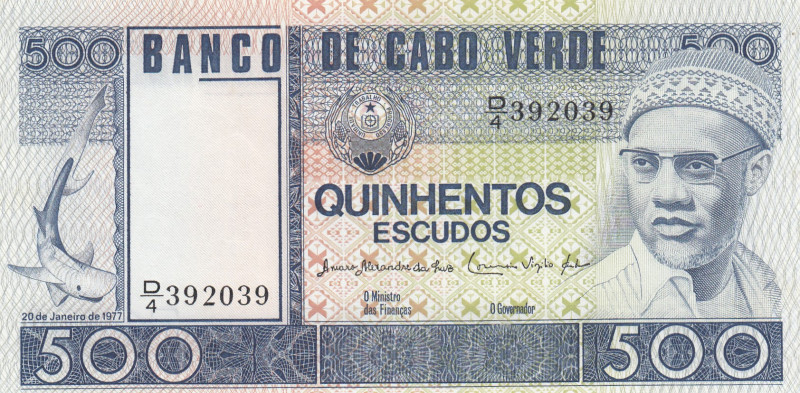 500 BANCO DE CABO VERDE 500
D/4 392039
QUINHENTOS
ESCUDOS
D/4 392039
O Ministro das Finanças
O Governador
20 de Janeiro de 1977
500 500